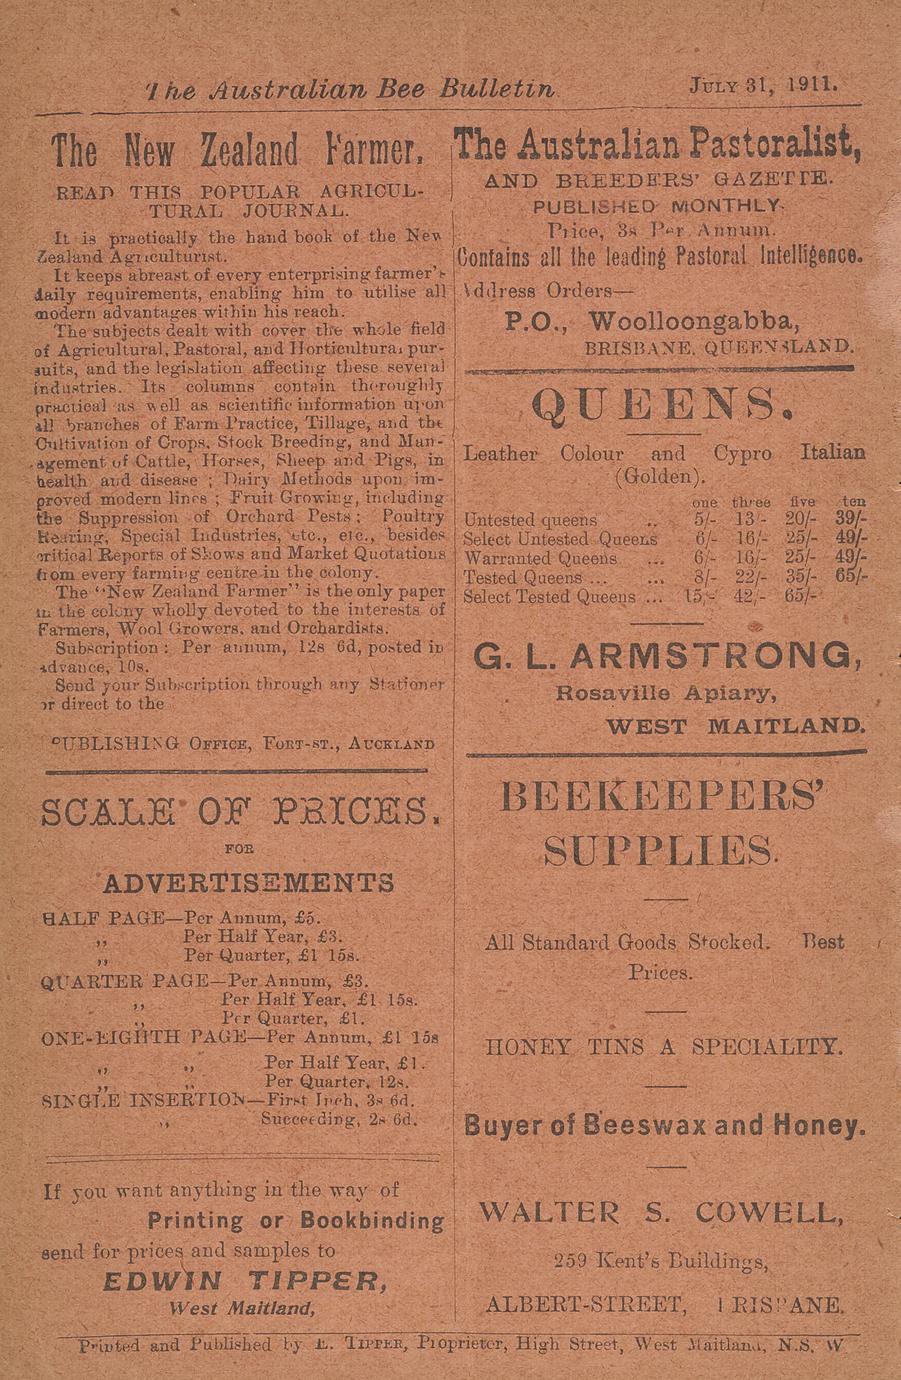 The Australian Bee Bulletin. JULY 31, 1911.
The New Zealand Farmer.
READ THIS POPULAR AGRICUL-
TURAL JOURNAL.
It is practically the hand book of the New
Zealand Agriculturist.
It keeps abreast of every enterprising farmer's
daily requirements, enabling him to utilise all
modern advantages within his reach.
The subjects dealt with cover the whole field
of Agricultural, Pastoral, and Horticultural pur-
suits, and the legislation affecting these several
industries. Its columns contain thoroughly
practical as well as scientific information upon
all branches of Farm Practice, Tillage, and the
Cultivation of Crops, Stock Breeding, and Man-
agement of Cattle, Horses, Sheep and Pigs, in
health and disease ; Dairy Methods upon im-
proved modern lines ; Fruit Growing, including
the Suppression of Orchard Pests ; Poultry
Rearing, Special Industries, etc., etc., besides
critical Reports of Shows and Market Quotations
from every farming centre in the colony.
The "New Zealand Farmer" is the only paper
in the colony wholly devoted to the interests of
Farmers, Wool Growers, and Orchardists.
Subscription : Per annum, 12s 6d, posted in
advance, 10s.
Send your Subscription through any Stationer
or direct to the
PUBLISHING OFFICE, FORT-ST., AUCKLAND
SCALE OF PRICES.
FOR
ADVERTISEMENTS
HALF PAGE—Per Annum, £5.
,, Per Half Year, £3.
,, Per Quarter, £1 15s.
QUARTER PAGE—Per Annum, £3.
,, Per Half Year, £1 15s.
,, Per Quarter, £1.
ONE-EIGHTH PAGE—Per Annum, £1 15s
,, ,, Per Half Year, £1.
,, ,, Per Quarter, 12s.
SINGLE INSERTION—First Inch, 3s 6d.
,, Succeeding, 2s 6d.
If you want anything in the way of
Printing or Bookbinding
send for prices and samples to
EDWIN TIPPER,
West Maitland,
The Australian Pastoralist,
AND BREEDERS' GAZETTE.
PUBLISHED MONTHLY.
Price, 3s Per Annum.
Contains all the leading Pastoral Intelligence.
Address Orders—
P.O., Woolloongabba,
BRISBANE, QUEENSLAND.
QUEENS.
Leather Colour and Cypro Italian
(Golden).
one three five ten
Untested queens .. 5/- 13/- 20/- 39/-
Select Untested Queens 6/- 16/- 25/- 49/-
Warranted Queens ... 6/- 16/- 25/- 49/-
Tested Queens ... ... 8/- 22/- 35/- 65/-
Select Tested Queens ... 15/- 42/- 65/-
G. L. ARMSTRONG,
Rosaville Apiary,
WEST MAITLAND.
BEEKEEPERS'
SUPPLIES.
All Standard Goods Stocked. Best
Prices.
HONEY TINS A SPECIALITY.
Buyer of Beeswax and Honey.
WALTER S. COWELL,
259 Kent's Buildings,
ALBERT-STREET, BRISBANE.
Printed and Published by E. TIPPER, Proprietor, High Street, West Maitland, N.S. W